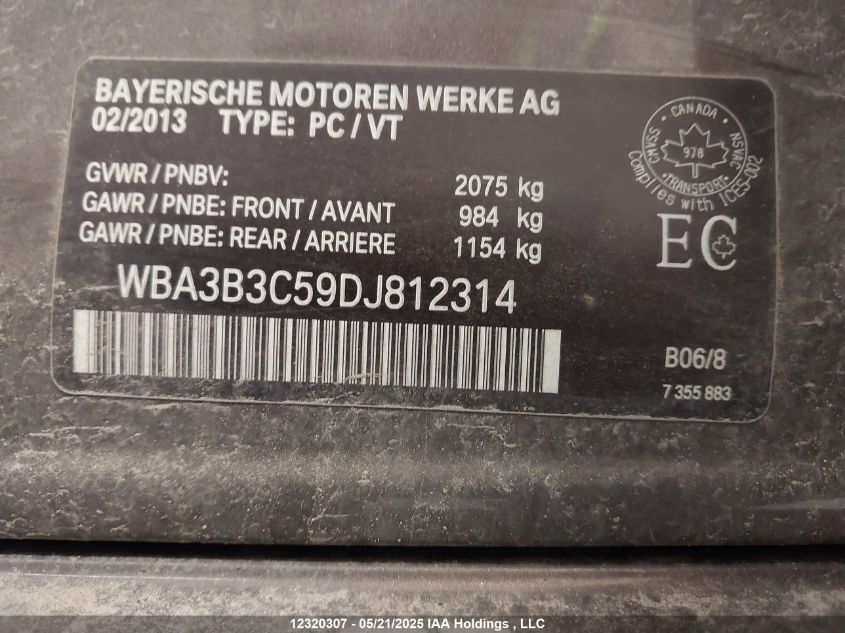 BAYERISCHE MOTOREN WERKE AG
02/2013 TYPE: PC / VT
GVWR / PNBV: 2075 kg
GAWR / PNBE: FRONT / AVANT 984 kg
GAWR / PNBE: REAR / ARRIERE 1154 kg
WBA3B3C59DJ812314
CMVSS · CANADA · NSVAC
978
· TRANSPORT ·
Complies with ICES-002
EC
B06/8
7 355 883
12320307 - 05/21/2025 IAA Holdings , LLC